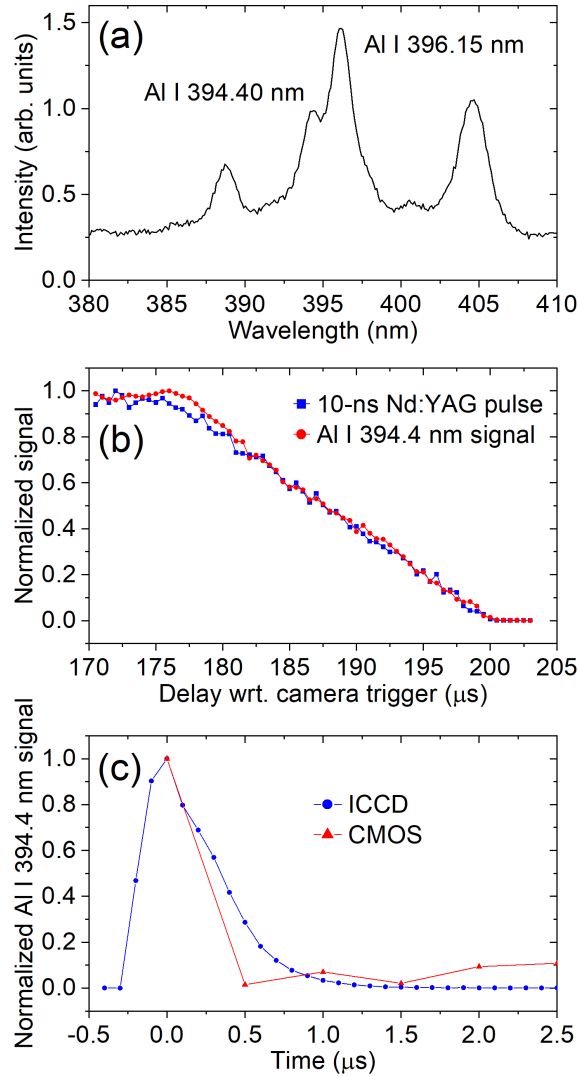 (a)
Al I 396.15 nm
Al I 394.40 nm
Intensity (arb. units)
1.5
1.0
0.5
0.0
380 385 390 395 400 405 410
Wavelength (nm)
(b)
10-ns Nd:YAG pulse
Al I 394.4 nm signal
Normalized signal
1.0
0.8
0.6
0.4
0.2
0.0
170 175 180 185 190 195 200 205
Delay wrt. camera trigger (μs)
(c)
ICCD
CMOS
Normalized Al I 394.4 nm signal
1.0
0.8
0.6
0.4
0.2
0.0
-0.5 0.0 0.5 1.0 1.5 2.0 2.5
Time (μs)